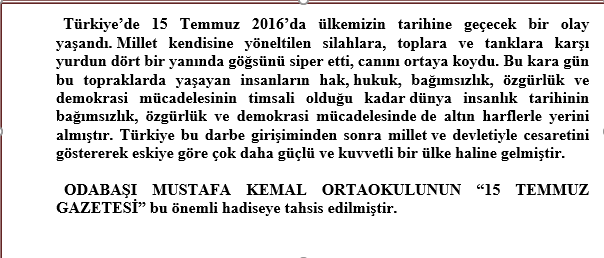 Türkiye’de 15 Temmuz 2016’da ülkemizin tarihine geçecek bir olay
yaşandı. Millet kendisine yöneltilen silahlara, toplara ve tanklara karşı
yurdun dört bir yanında göğsünü siper etti, canını ortaya koydu. Bu kara gün
bu topraklarda yaşayan insanların hak, hukuk, bağımsızlık, özgürlük ve
demokrasi mücadelesinin timsali olduğu kadar dünya insanlık tarihinin
bağımsızlık, özgürlük ve demokrasi mücadelesinde de altın harflerle yerini
almıştır. Türkiye bu darbe girişiminden sonra millet ve devletiyle cesaretini
göstererek eskiye göre çok daha güçlü ve kuvvetli bir ülke haline gelmiştir.
ODABAŞI MUSTAFA KEMAL ORTAOKULUNUN “15 TEMMUZ
GAZETESİ” bu önemli hadiseye tahsis edilmiştir.